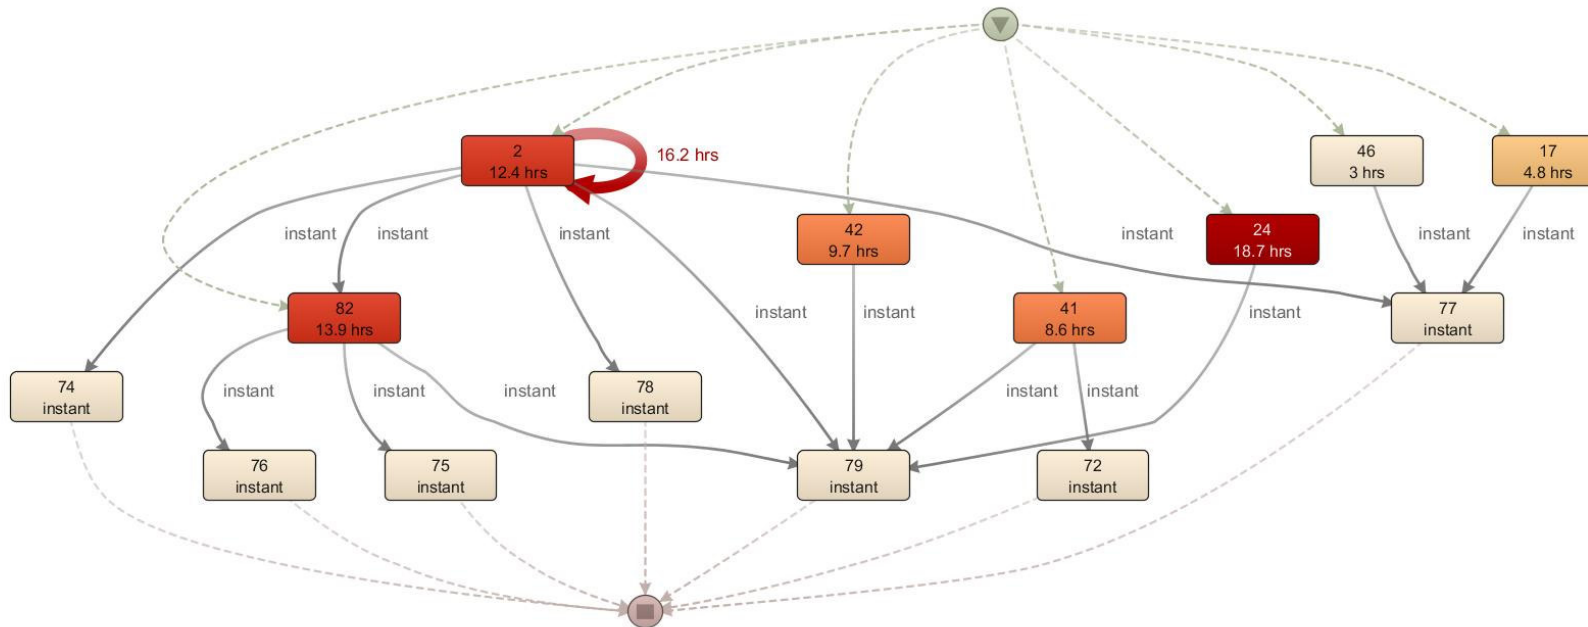 2
12.4 hrs
16.2 hrs
46
3 hrs
17
4.8 hrs
instant
instant
instant
42
9.7 hrs
instant
24
18.7 hrs
instant
instant
82
13.9 hrs
instant
instant
41
8.6 hrs
instant
77
instant
74
instant
instant
instant
instant
78
instant
instant
instant
76
instant
75
instant
79
instant
72
instant